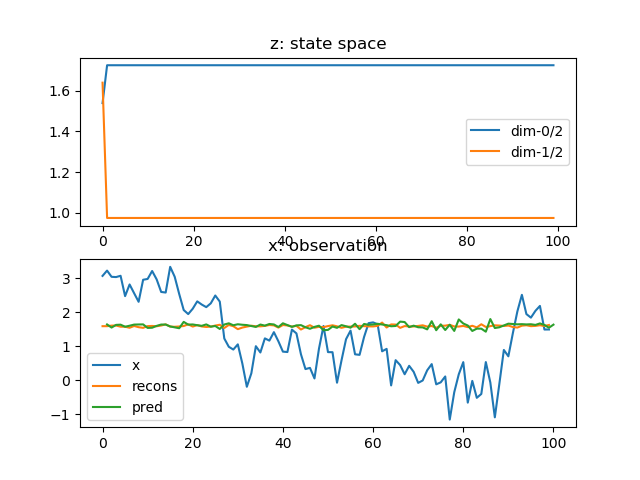 z: state space
1.6
1.4
1.2
1.0
dim-0/2
dim-1/2
0 20 40 60 80 100
x: observation
3
2
1
0
−1
x
recons
pred
0 20 40 60 80 100